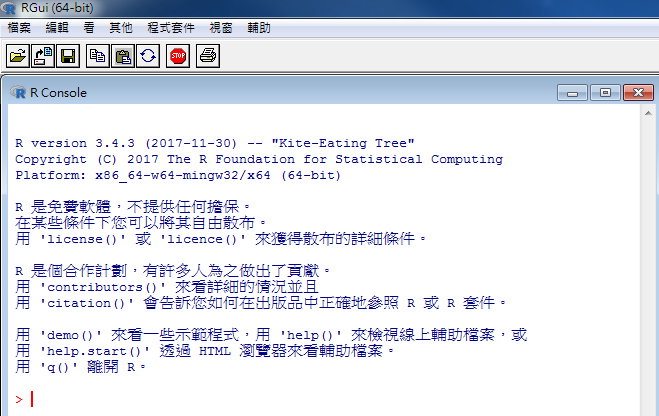 RGui (64-bit)
檔案 編輯 看 其他 程式套件 視窗 輔助
STOP
R Console
R version 3.4.3 (2017-11-30) -- "Kite-Eating Tree"
Copyright (C) 2017 The R Foundation for Statistical Computing
Platform: x86_64-w64-mingw32/x64 (64-bit)
R 是免費軟體，不提供任何擔保。
在某些條件下您可以將其自由散布。
用 'license()' 或 'licence()' 來獲得散布的詳細條件。
R 是個合作計劃，有許多人為之做出了貢獻。
用 'contributors()' 來看詳細的情況並且
用 'citation()' 會告訴您如何在出版品中正確地參照 R 或 R 套件。
用 'demo()' 來看一些示範程式，用 'help()' 來檢視線上輔助檔案，或
用 'help.start()' 透過 HTML 瀏覽器來看輔助檔案。
用 'q()' 離開 R。
>